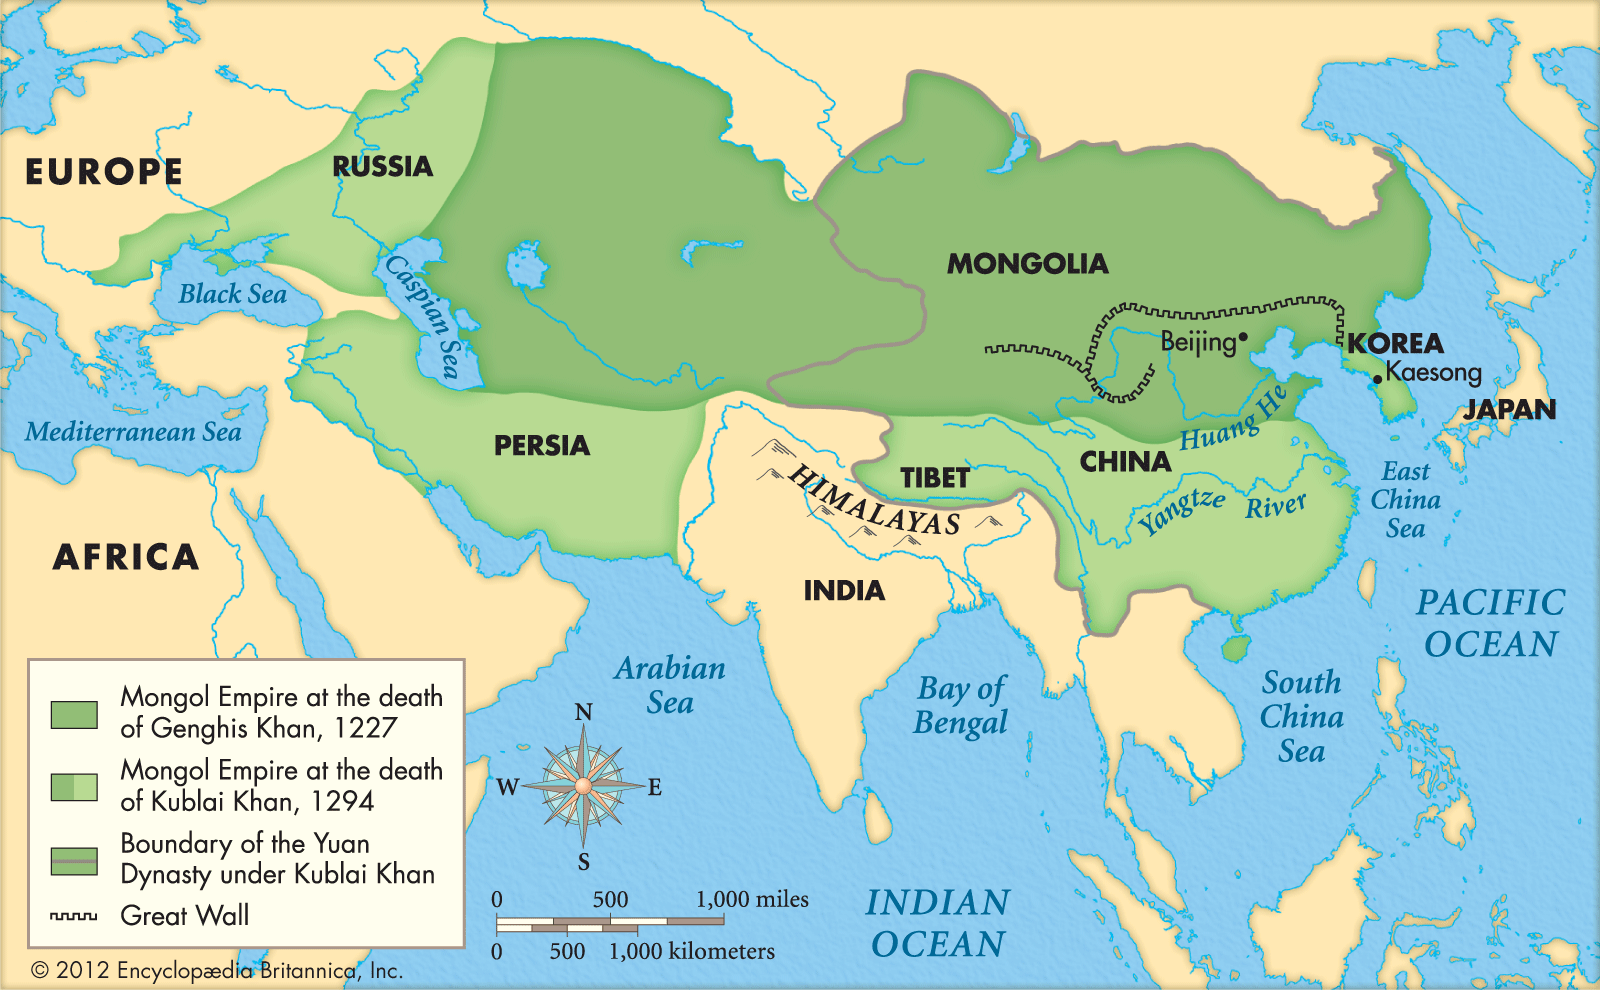 EUROPE
RUSSIA
Black Sea
Caspian Sea
MONGOLIA
Beijing
KOREA
Kaesong
JAPAN
Huang He
Mediterranean Sea
PERSIA
TIBET
CHINA
HIMALAYAS
Yangtze River
East
China
Sea
AFRICA
INDIA
PACIFIC
OCEAN
Arabian
Sea
Bay of
Bengal
South
China
Sea
INDIAN
OCEAN
Mongol Empire at the death
of Genghis Khan, 1227
Mongol Empire at the death
of Kublai Khan, 1294
Boundary of the Yuan
Dynasty under Kublai Khan
Great Wall
N
W E
S
0 500 1,000 miles
0 500 1,000 kilometers
© 2012 Encyclopædia Britannica, Inc.